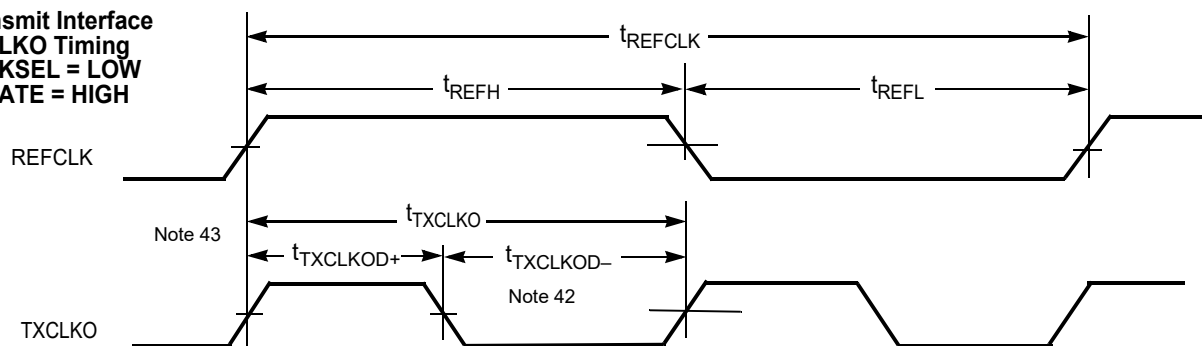 nsmit Interface
LKO Timing
KSEL = LOW
ATE = HIGH
tREFCLK
tREFH
tREFL
REFCLK
tTXCLKO
Note 43
tTXCLKOD+
tTXCLKOD–
Note 42
TXCLKO